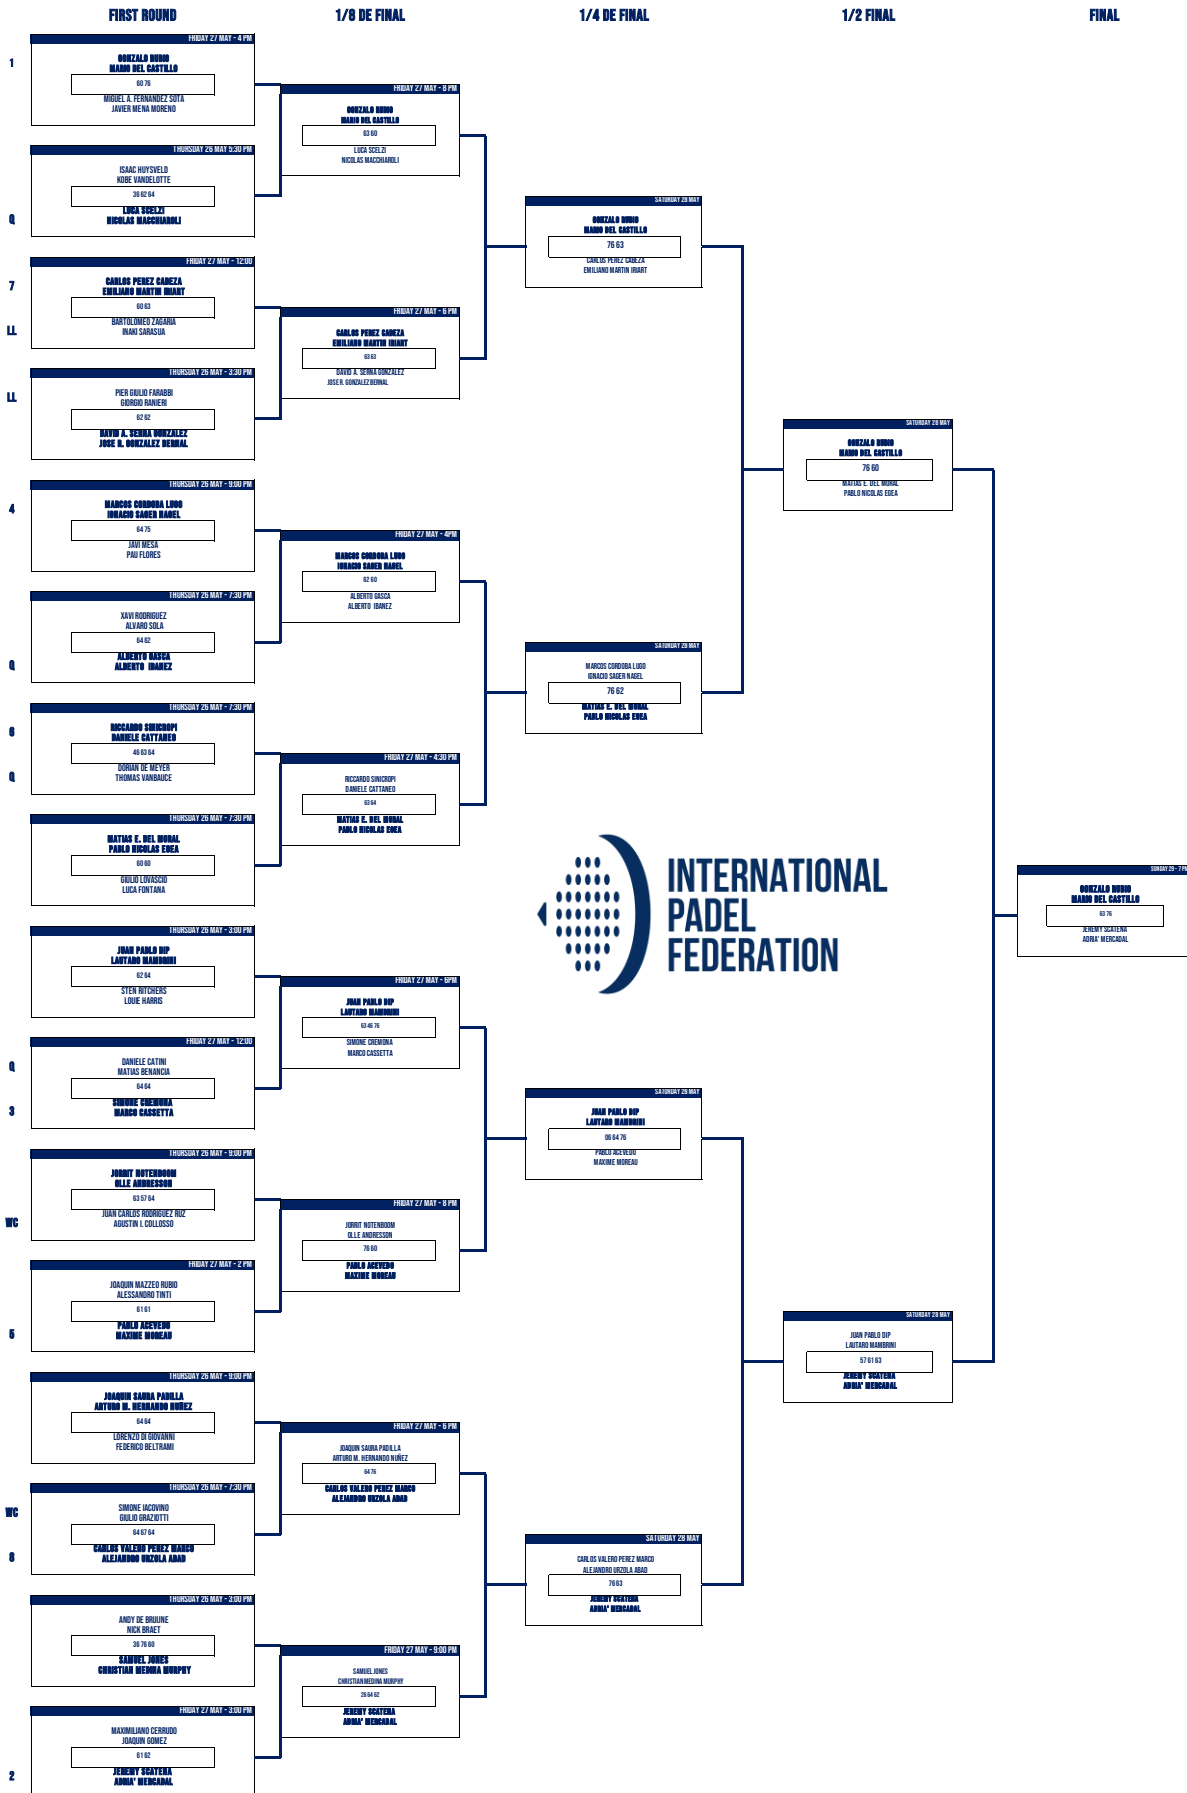 FIRST ROUND
1/8 DE FINAL
1/4 DE FINAL
1/2 FINAL
FINAL
FRIDAY 27 MAY - 4 PM
1
GONZALO RUBIO
MARIO DEL CASTILLO
60 76
MIGUEL A. FERNANDEZ SOTA
JAVIER MENA MORENO
THURSDAY 26 MAY 5:30 PM
ISAAC HUYSVELD
KOBE VANDELOTTE
36 62 64
Q
LUCA SCELZI
NICOLAS MACCHIAROLI
FRIDAY 27 MAY - 12:00
7
CARLOS PEREZ CABEZA
EMILIANO MARTIN IRIART
60 63
LL
BARTOLOMEO ZAGARIA
INAKI SARASUA
THURSDAY 26 MAY - 3:30 PM
LL
PIER GIULIO FARABBI
GIORGIO RANIERI
62 62
DAVID A. SERNA GONZALEZ
JOSE R. GONZALEZ BERNAL
THURSDAY 26 MAY - 9:00 PM
4
MARCOS CORDOBA LUGO
IGNACIO SAGER NAGEL
64 75
JAVI MESA
PAU FLORES
THURSDAY 26 MAY - 7:30 PM
XAVI RODRIGUEZ
ALVARO SOLA
64 62
Q
ALBERTO GASCA
ALBERTO IBANEZ
THURSDAY 26 MAY - 7:30 PM
6
RICCARDO SINICROPI
DANIELE CATTANEO
46 63 64
Q
DORIAN DE MEYER
THOMAS VANBAUCE
THURSDAY 26 MAY - 7:30 PM
MATIAS E. DEL MORAL
PABLO NICOLAS EGEA
60 60
GIULIO LOVASCIO
LUCA FONTANA
THURSDAY 26 MAY - 3:00 PM
JUAN PABLO DIP
LAUTARO MAMBRINI
62 64
STEN RITCHERS
LOUIE HARRIS
FRIDAY 27 MAY - 12:00
Q
DANIELE CATINI
MATIAS BENANCIA
64 64
3
SIMONE CREMONA
MARCO CASSETTA
THURSDAY 26 MAY - 9:00 PM
JORRIT NOTENBOOM
OLLE ANDRESSON
63 57 64
WC
JUAN CARLOS RODRIGUEZ RUZ
AGUSTIN I. COLLOSSO
FRIDAY 27 MAY - 2 PM
JOAQUIN MAZZEO RUBIO
ALESSANDRO TINTI
61 61
5
PABLO ACEVEDO
MAXIME MOREAU
THURSDAY 26 MAY - 9:00 PM
JOAQUIN SAURA PADILLA
ARTURO M. HERNANDO NUÑEZ
64 64
LORENZO DI GIOVANNI
FEDERICO BELTRAMI
THURSDAY 26 MAY - 7:30 PM
WC
SIMONE IACOVINO
GIULIO GRAZIOTTI
64 67 64
8
CARLOS VALERO PEREZ MARCO
ALEJANDRO URZOLA ABAD
THURSDAY 26 MAY - 3:00 PM
ANDY DE BRUIJNE
NICK BRAET
36 76 60
SAMUEL JONES
CHRISTIAN MEDINA MURPHY
FRIDAY 27 MAY - 3:00 PM
MAXIMILIANO CERRUDO
JOAQUIN GOMEZ
61 62
2
JEREMY SCATENA
ADRIA' MERCADAL
FRIDAY 27 MAY - 8 PM
GONZALO RUBIO
MARIO DEL CASTILLO
63 60
LUCA SCELZI
NICOLAS MACCHIAROLI
FRIDAY 27 MAY - 6 PM
CARLOS PEREZ CABEZA
EMILIANO MARTIN IRIART
63 63
DAVID A. SERNA GONZALEZ
JOSE R. GONZALEZ BERNAL
FRIDAY 27 MAY - 4PM
MARCOS CORDOBA LUGO
IGNACIO SAGER NAGEL
62 60
ALBERTO GASCA
ALBERTO IBANEZ
FRIDAY 27 MAY - 4:30 PM
RICCARDO SINICROPI
DANIELE CATTANEO
63 64
MATIAS E. DEL MORAL
PABLO NICOLAS EGEA
FRIDAY 27 MAY - 6PM
JUAN PABLO DIP
LAUTARO MAMBRINI
63 46 76
SIMONE CREMONA
MARCO CASSETTA
FRIDAY 27 MAY - 8 PM
JORRIT NOTENBOOM
OLLE ANDRESSON
76 60
PABLO ACEVEDO
MAXIME MOREAU
FRIDAY 27 MAY - 6 PM
JOAQUIN SAURA PADILLA
ARTURO M. HERNANDO NUÑEZ
64 76
CARLOS VALERO PEREZ MARCO
ALEJANDRO URZOLA ABAD
FRIDAY 27 MAY - 9:00 PM
SAMUEL JONES
CHRISTIAN MEDINA MURPHY
26 64 62
JEREMY SCATENA
ADRIA' MERCADAL
SATURDAY 28 MAY
GONZALO RUBIO
MARIO DEL CASTILLO
76 63
CARLOS PEREZ CABEZA
EMILIANO MARTIN IRIART
SATURDAY 28 MAY
MARCOS CORDOBA LUGO
IGNACIO SAGER NAGEL
76 62
MATIAS E. DEL MORAL
PABLO NICOLAS EGEA
INTERNATIONAL
PADEL
FEDERATION
SATURDAY 28 MAY
JUAN PABLO DIP
LAUTARO MAMBRINI
06 64 76
PABLO ACEVEDO
MAXIME MOREAU
SATURDAY 28 MAY
CARLOS VALERO PEREZ MARCO
ALEJANDRO URZOLA ABAD
76 63
JEREMY SCATENA
ADRIA' MERCADAL
SATURDAY 28 MAY
GONZALO RUBIO
MARIO DEL CASTILLO
76 60
MATIAS E. DEL MORAL
PABLO NICOLAS EGEA
SATURDAY 28 MAY
JUAN PABLO DIP
LAUTARO MAMBRINI
57 61 63
JEREMY SCATENA
ADRIA' MERCADAL
SUNDAY 29 - 7 PM
GONZALO RUBIO
MARIO DEL CASTILLO
63 76
JEREMY SCATENA
ADRIA' MERCADAL